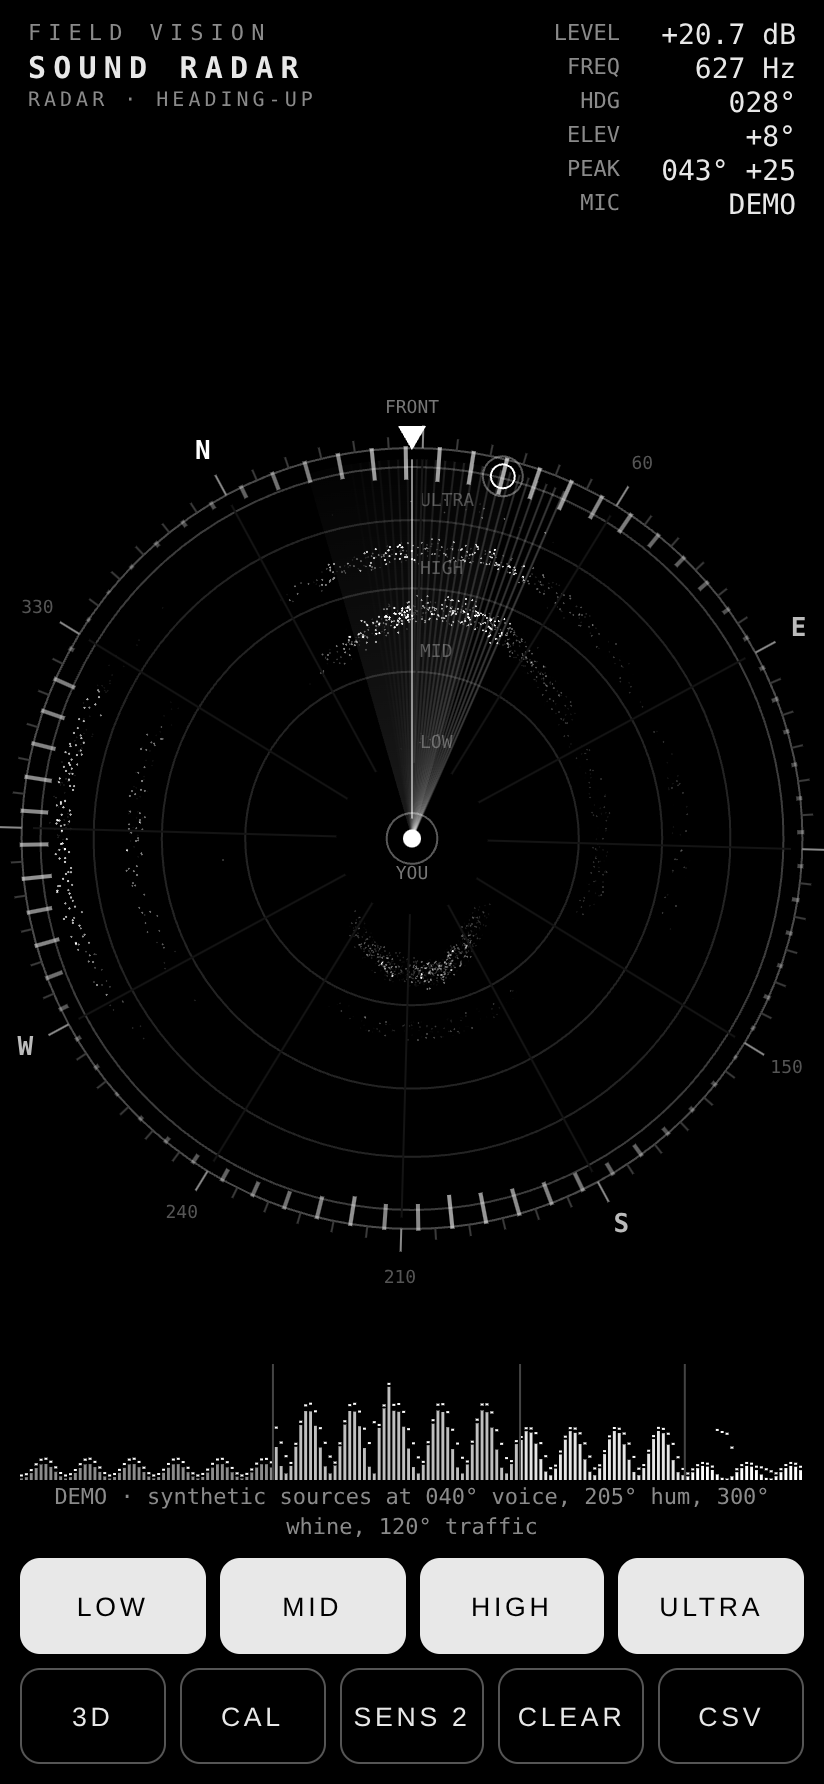 FIELD VISION
SOUND RADAR
RADAR · HEADING-UP
LEVEL +20.7 dB
FREQ 627 Hz
HDG 028°
ELEV +8°
PEAK 043° +25
MIC DEMO
FRONT
N
60
ULTRA
HIGH
330
E
MID
LOW
YOU
W
150
240
S
210
DEMO · synthetic sources at 040° voice, 205° hum, 300°
whine, 120° traffic
LOW MID HIGH ULTRA
3D CAL SENS 2 CLEAR CSV